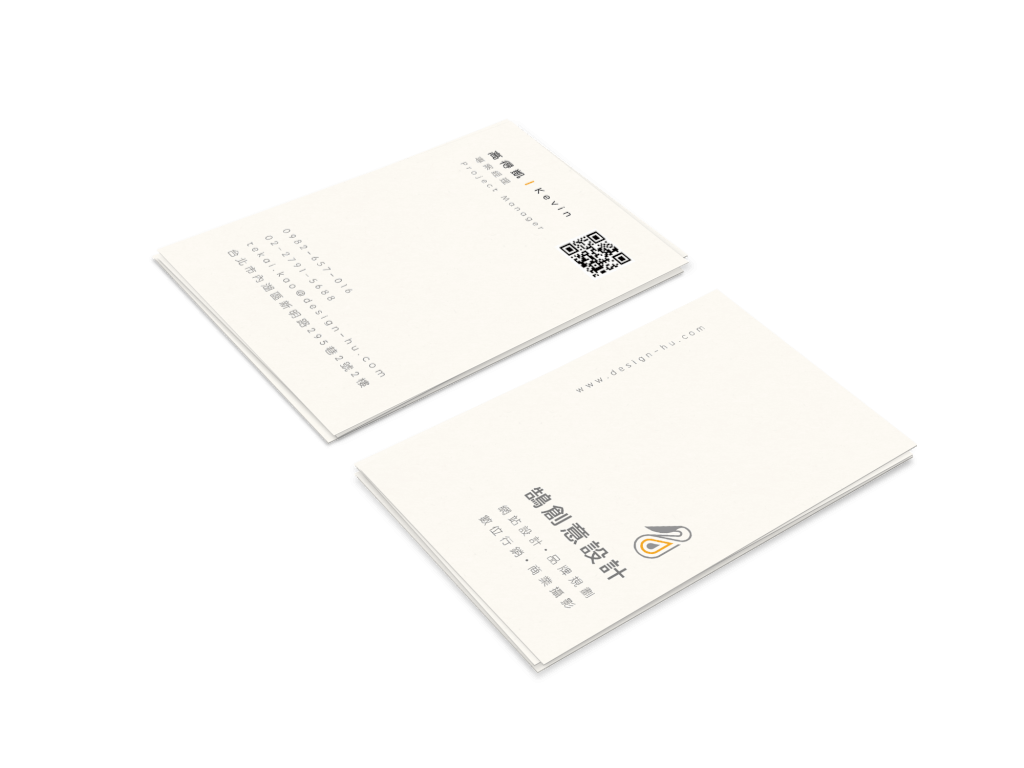 高得凱 | Kevin
專案經理
Project Manager
0982-657-016
02-2791-5688
tekai.kao@design-hu.com
台北市內湖區新明路295巷2號2樓
www.design-hu.com
鵠創意設計
網站設計•品牌規劃
數位行銷•商業攝影